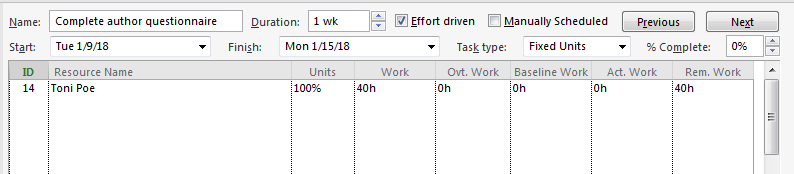 Name: Complete author questionnaire Duration: 1 wk Effort driven Manually Scheduled Previous Next
Start: Tue 1/9/18 Finish: Mon 1/15/18 Task type: Fixed Units % Complete: 0%
ID Resource Name Units Work Ovt. Work Baseline Work Act. Work Rem. Work
14 Toni Poe 100% 40h 0h 0h 0h 40h